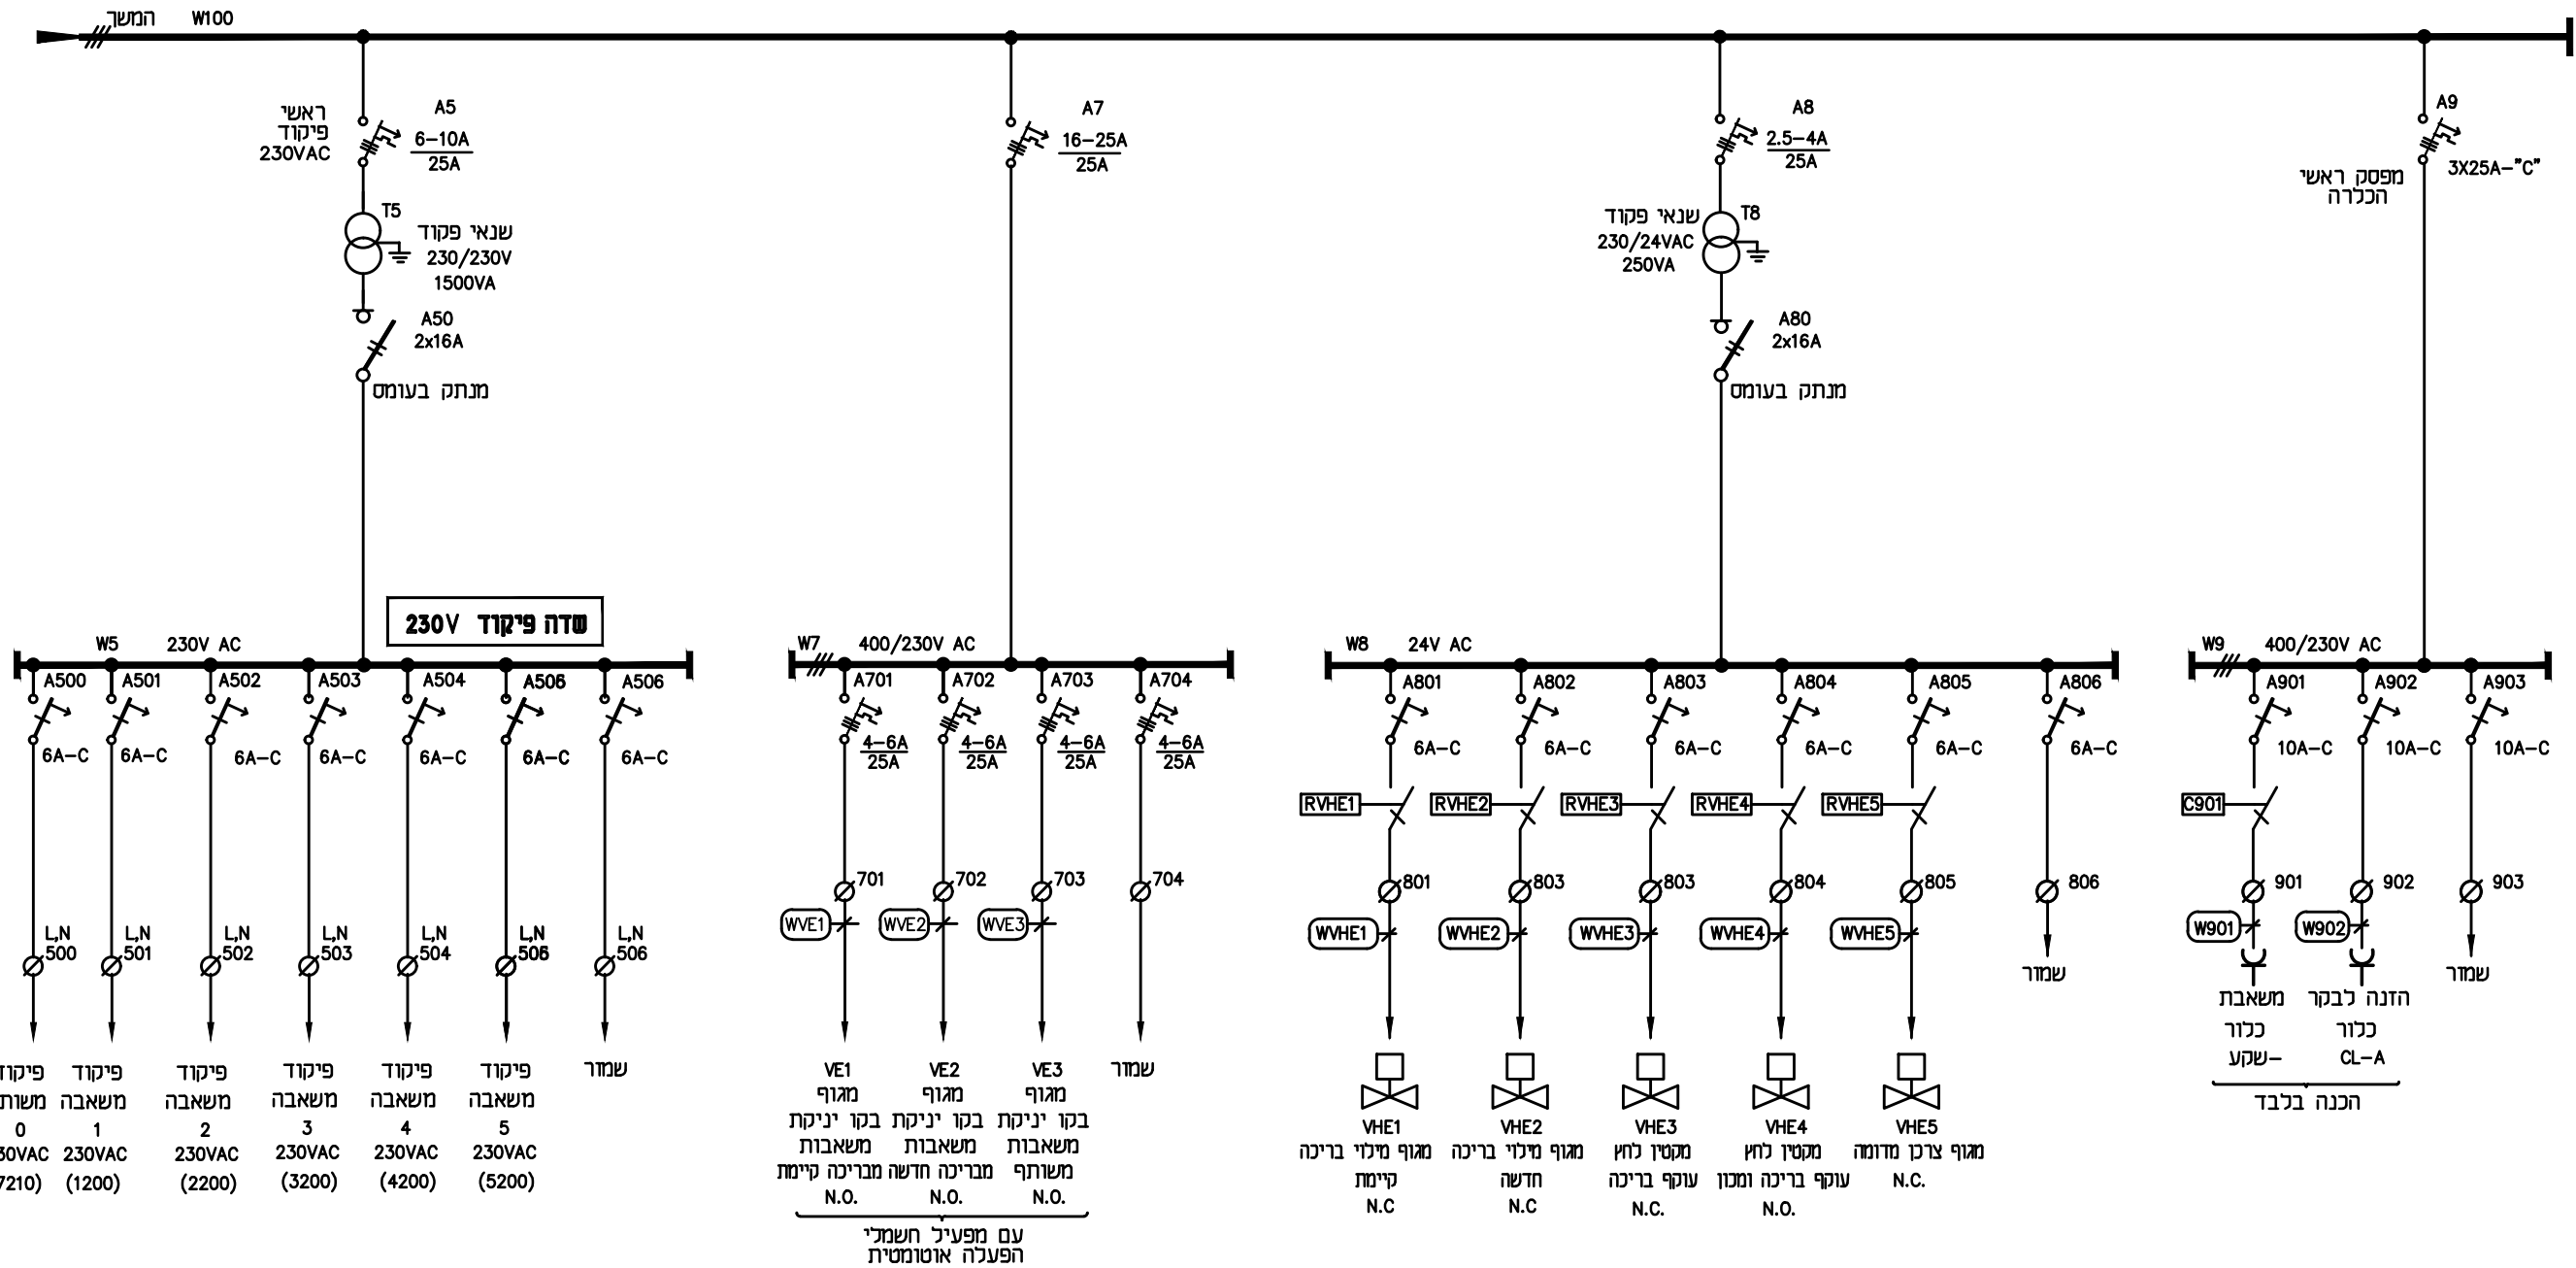 המשך W100
ראשי
פיקוד
230VAC
A5
6-10A
25A
T5
שנאי פקוד
230/230V
1500VA
A50
2x16A
מנתק בעומס
A7
16-25A
25A
A8
2.5-4A
25A
T8
שנאי פקוד
230/24VAC
250VA
A80
2x16A
מנתק בעומס
A9
3X25A-"C"
מפסק ראשי
הכלרה
שדה פיקוד 230V
W5 230V AC
A500 A501 A502 A503 A504 A506
6A-C 6A-C 6A-C 6A-C 6A-C 6A-C 6A-C
L,N L,N L,N L,N L,N L,N L,N
500 501 502 503 504 506
פיקוד
משאבה
1
230VAC
(1200)
פיקוד
משאבה
2
230VAC
(2200)
פיקוד
משאבה
3
230VAC
(3200)
פיקוד
משאבה
4
230VAC
(4200)
פיקוד
משאבה
5
230VAC
(5200)
שמור
0
W7 400/230V AC
A701 A702 A703 A704
4-6A 4-6A 4-6A 4-6A
25A 25A 25A 25A
701 702 703 704
WVE1 WVE2 WVE3
VE1
מגוף
בקו יניקת
משאבות
מבריכה קיימת
N.O.
VE2
מגוף
בקו יניקת
משאבות
מבריכה חדשה
N.O.
VE3
מגוף
בקו יניקת
משאבות
משותף
N.O.
שמור
עם מפעיל חשמלי
הפעלה אוטומטית
W8 24V AC
A801 A802 A803 A804 A805 A806
6A-C 6A-C 6A-C 6A-C 6A-C 6A-C
RVHE1 RVHE2 RVHE3 RVHE4 RVHE5
801 803 803 804 805 806
WVHE1 WVHE2 WVHE3 WVHE4 WVHE5
שמור
VHE1
מגוף מילוי בריכה
קיימת
N.C
VHE2
מגוף מילוי בריכה
חדשה
N.C
VHE3
מקטין לחץ
עוקף בריכה
N.C.
VHE4
מקטין לחץ
עוקף בריכה ומכון
N.O.
VHE5
מגוף צרכן מדומה
N.C.
W9 400/230V AC
A901 A902 A903
10A-C 10A-C 10A-C
C901
901 902 903
W901 W902
משאבת
כלור
שקע-
הזנה לבקר
כלור
CL-A
שמור
הכנה בלבד